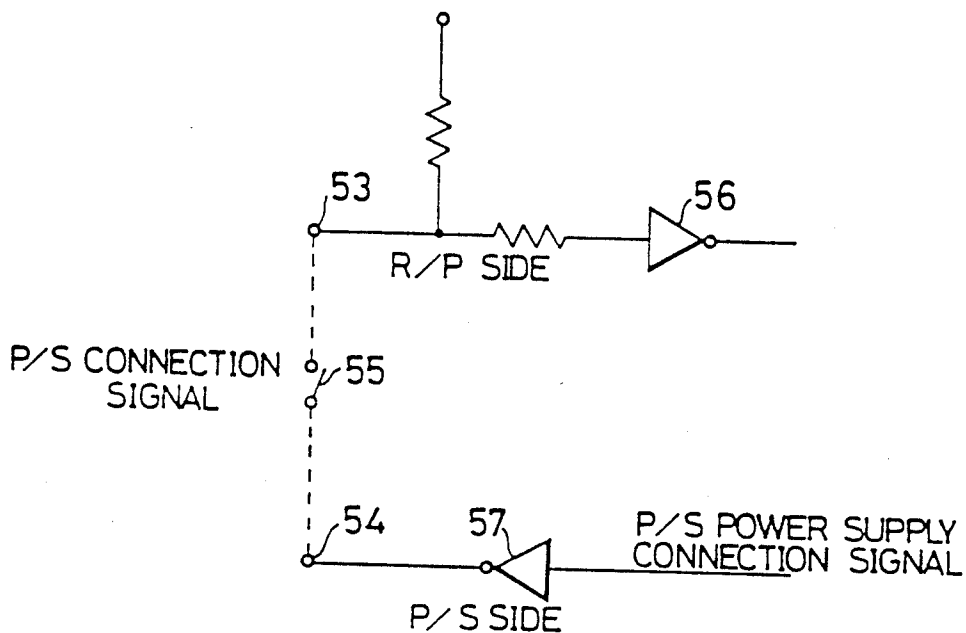 53
56
R/P SIDE
P/S CONNECTION
SIGNAL
55
54
57
P/S POWER SUPPLY
CONNECTION SIGNAL
P/S SIDE